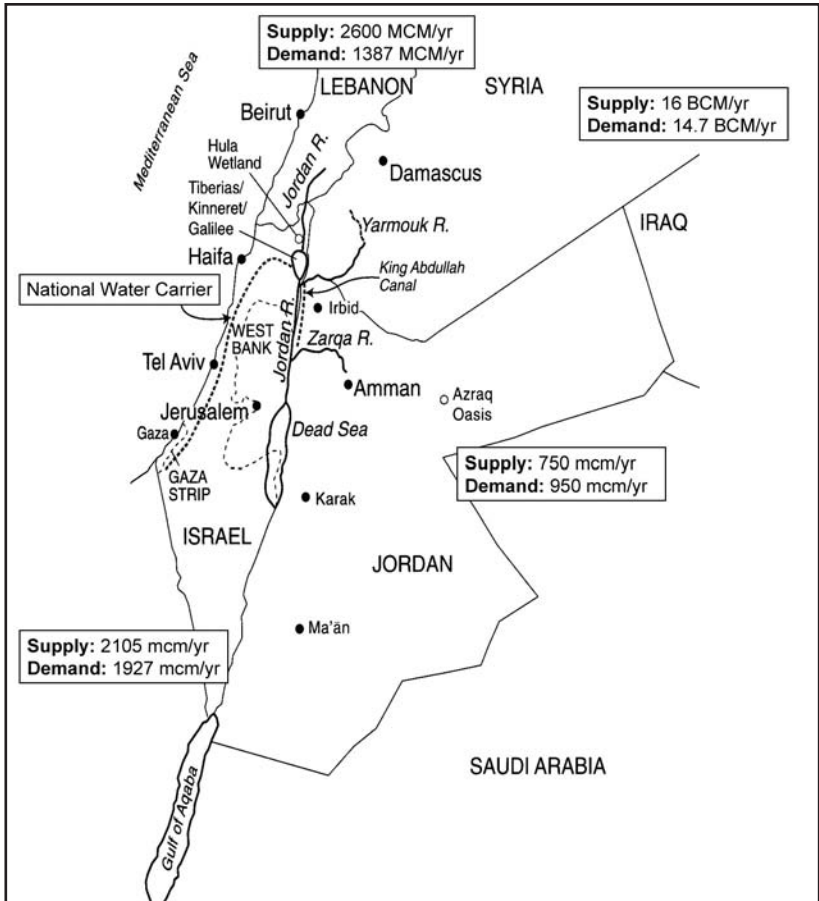 Supply: 2600 MCM/yr
Demand: 1387 MCM/yr
LEBANON
SYRIA
Supply: 16 BCM/yr
Demand: 14.7 BCM/yr
Mediterranean Sea
Beirut
Hula
Wetland
Jordan R.
Damascus
Tiberias/
Kinneret/
Galilee
Yarmouk R.
IRAQ
Haifa
King Abdullah
Canal
National Water Carrier
Irbid
WEST
BANK
Jordan R.
Zarqa R.
Tel Aviv
Amman
Azraq
Oasis
Jerusalem
Gaza
Dead Sea
GAZA
STRIP
Supply: 750 mcm/yr
Demand: 950 mcm/yr
Karak
ISRAEL
JORDAN
Ma'än
Supply: 2105 mcm/yr
Demand: 1927 mcm/yr
SAUDI ARABIA
Gulf of Aqaba